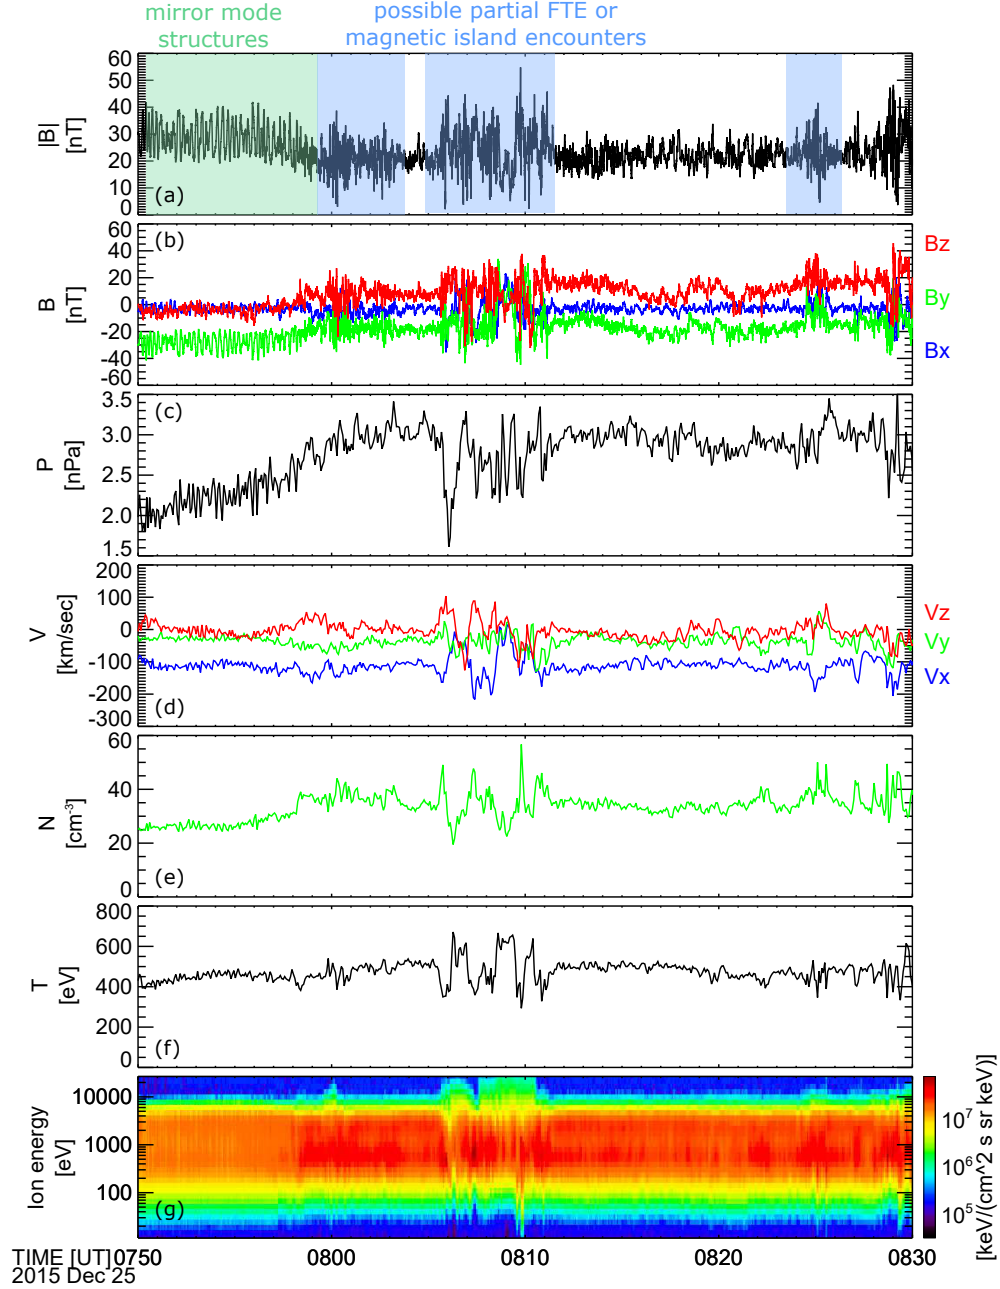 mirror mode
structures
possible partial FTE or
magnetic island encounters
60
50
40
30
20
10
0
|B|
[nT]
(a)
60
40
20
0
-20
-40
-60
B
[nT]
(b)
Bz
By
Bx
3.5
3.0
2.5
2.0
1.5
P
[nPa]
(c)
200
100
0
-100
-200
-300
V
[km/sec]
(d)
Vz
Vy
Vx
60
40
20
0
N
[cm⁻³]
(e)
800
600
400
200
0
T
[eV]
(f)
10000
1000
100
Ion energy
[eV]
(g)
10⁷
10⁶
10⁵
[keV/(cm^2 s sr keV)]
TIME [UT] 0750 0800 0810 0820 0830
2015 Dec 25